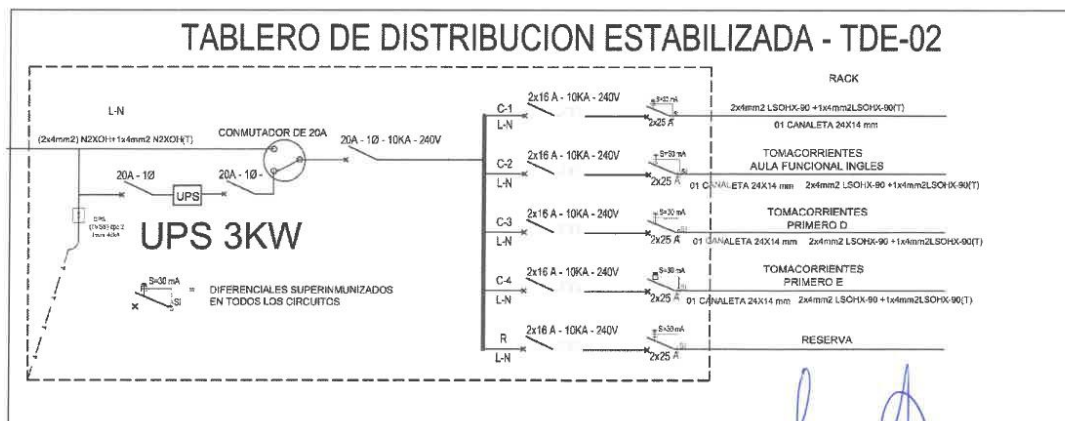 TABLERO DE DISTRIBUCION ESTABILIZADA - TDE-02
L-N
(2x4mm2) N2XOH+1x4mm2 N2XOH(T)
CONMUTADOR DE 20A
20A - 1Ø - 10KA - 240V
20A - 1Ø
UPS
20A - 1Ø -
UPS 3KW
S=30 mA
SI
=
DIFERENCIALES SUPERINMUNIZADOS
EN TODOS LOS CIRCUITOS
C-1
L-N
2x16 A - 10KA - 240V
S=30 mA
2x25 A
RACK
2x4mm2 LSOHX-90 +1x4mm2LSOHX-90(T)
01 CANALETA 24X14 mm
C-2
L-N
2x16 A - 10KA - 240V
S=30 mA
SI
2x25 A
TOMACORRIENTES
AULA FUNCIONAL INGLES
01 CANALETA 24X14 mm 2x4mm2 LSOHX-90 +1x4mm2LSOHX-90(T)
C-3
L-N
2x16 A - 10KA - 240V
S=30 mA
SI
2x25 A
TOMACORRIENTES
PRIMERO D
01 CANALETA 24X14 mm 2x4mm2 LSOHX-90 +1x4mm2LSOHX-90(T)
C-4
L-N
2x16 A - 10KA - 240V
S=30 mA
SI
2x25 A
TOMACORRIENTES
PRIMERO E
01 CANALETA 24X14 mm 2x4mm2 LSOHX-90 +1x4mm2LSOHX-90(T)
R
L-N
2x16 A - 10KA - 240V
S=30 mA
SI
2x25 A
RESERVA